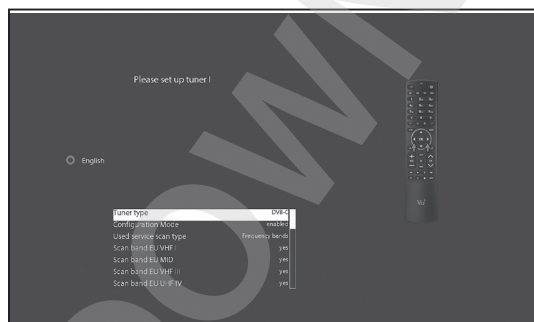 Please set up tuner I
English
Tuner type DVB-C
Configuration Mode enabled
Used service scan type Frequency bands
Scan band EU VHF I yes
Scan band EU MID yes
Scan band EU VHF III yes
Scan band EU UHF IV yes